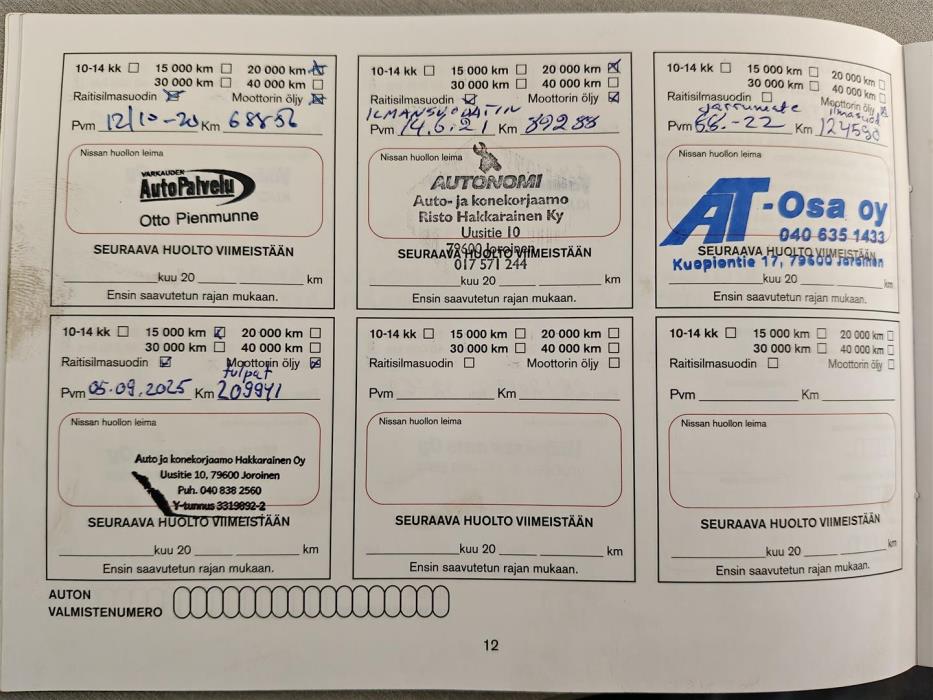 10-14 kk ☐ 15 000 km ☐ 20 000 km ☒
30 000 km ☐ 40 000 km ☐
Raitisilmasuodin ☒ Moottorin öljy ☒
Pvm 12/10-20 Km 68856
Nissan huollon leima
VARKAUDEN
AutoPalvelu
Otto Pienmunne
SEURAAVA HUOLTO VIIMEISTÄÄN
kuu 20 km
Ensin saavutetun rajan mukaan.
10-14 kk ☐ 15 000 km ☐ 20 000 km ☒
30 000 km ☐ 40 000 km ☐
Raitisilmasuodin ☑ Moottorin öljy ☑
ILMANSUODATIN
Pvm 14.6.21 Km 89288
Nissan huollon leima
AUTONOMI
Auto- ja konekorjaamo
Risto Hakkarainen Ky
Uusitie 10
79600 Joroinen
SEURAAVA HUOLTO VIIMEISTÄÄN
017 571 244
kuu 20 km
Ensin saavutetun rajan mukaan.
10-14 kk ☐ 15 000 km ☐ 20 000 km ☐
30 000 km ☐ 40 000 km ☐
Raitisilmasuodin ☐ Moottorin öljy ☒
jarruneste ilmasuod
Pvm 6.6.-22 Km 124590
Nissan huollon leima
AT-Osa oy
040 635 1433
SEURAAVA HUOLTO VIIMEISTÄÄN
Kuopiontie 17, 79600 Joroinen
kuu 20 km
Ensin saavutetun rajan mukaan.
10-14 kk ☐ 15 000 km ☑ 20 000 km ☐
30 000 km ☐ 40 000 km ☐
Raitisilmasuodin ☑ Moottorin öljy ☒
tulpat
Pvm 05.09.2025 Km 209941
Nissan huollon leima
Auto ja konekorjaamo Hakkarainen Oy
Uusitie 10, 79600 Joroinen
Puh. 040 838 2560
Y-tunnus 3319892-2
SEURAAVA HUOLTO VIIMEISTÄÄN
kuu 20 km
Ensin saavutetun rajan mukaan.
10-14 kk ☐ 15 000 km ☐ 20 000 km ☐
30 000 km ☐ 40 000 km ☐
Raitisilmasuodin ☐ Moottorin öljy ☐
Pvm Km
Nissan huollon leima
SEURAAVA HUOLTO VIIMEISTÄÄN
kuu 20 km
Ensin saavutetun rajan mukaan.
10-14 kk ☐ 15 000 km ☐ 20 000 km ☐
30 000 km ☐ 40 000 km ☐
Raitisilmasuodin ☐ Moottorin öljy ☐
Pvm Km
Nissan huollon leima
SEURAAVA HUOLTO VIIMEISTÄÄN
kuu 20 km
Ensin saavutetun rajan mukaan.
AUTON
VALMISTENUMERO
12